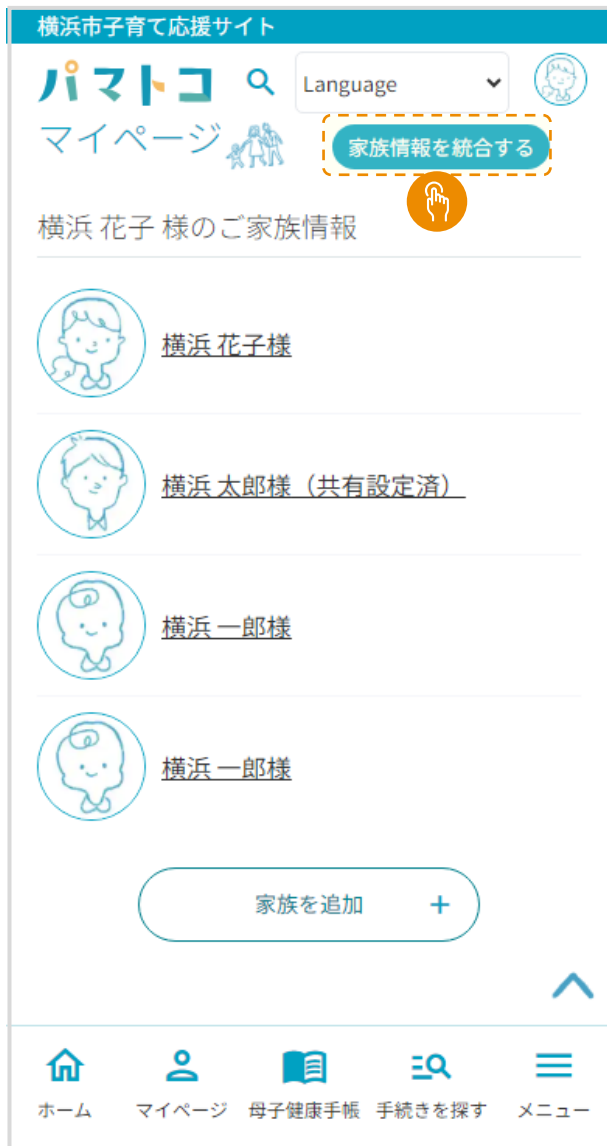 横浜市子育て応援サイト
パマトコ
Language
マイページ
家族情報を統合する
横浜 花子 様のご家族情報
横浜 花子様
横浜 太郎様（共有設定済）
横浜 一郎様
横浜 一郎様
家族を追加 +
ホーム マイページ 母子健康手帳 手続きを探す メニュー